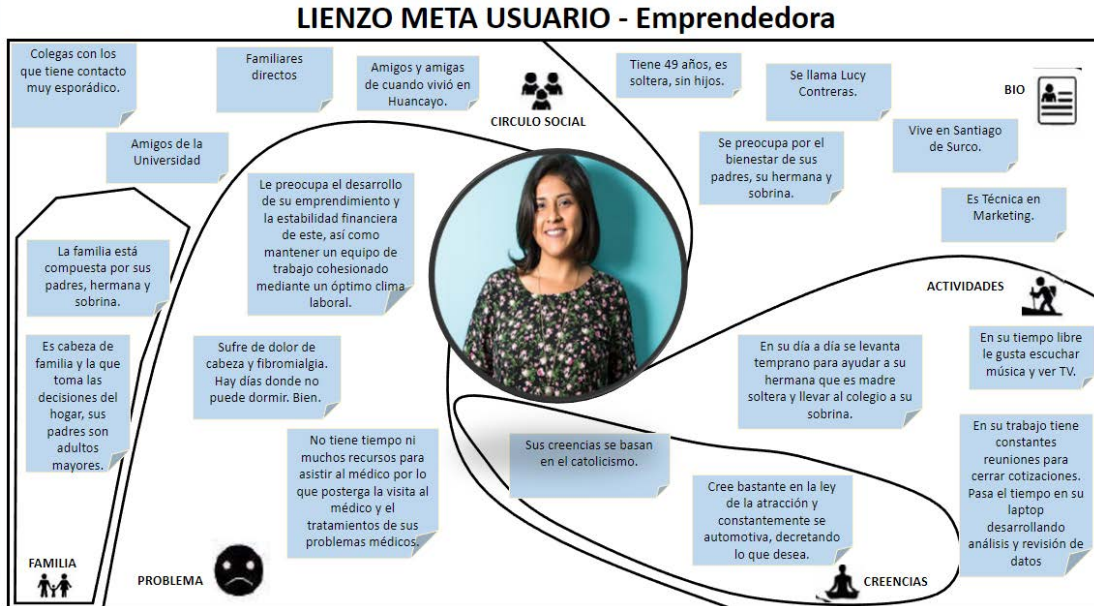 LIENZO META USUARIO - Emprendedora
Colegas con los
que tiene contacto
muy esporádico.
Familiares
directos
Amigos y amigas
de cuando vivió en
Huancayo.
CIRCULO SOCIAL
Amigos de la
Universidad
Tiene 49 años, es
soltera, sin hijos.
Se llama Lucy
Contreras.
BIO
Se preocupa por el
bienestar de sus
padres, su hermana y
sobrina.
Vive en Santiago
de Surco.
Es Técnica en
Marketing.
La familia está
compuesta por sus
padres, hermana y
sobrina.
Es cabeza de
familia y la que
toma las
decisiones del
hogar, sus
padres son
adultos
mayores.
FAMILIA
Le preocupa el desarrollo
de su emprendimiento y
la estabilidad financiera
de este, así como
mantener un equipo de
trabajo cohesionado
mediante un óptimo clima
laboral.
Sufre de dolor de
cabeza y fibromialgia.
Hay días donde no
puede dormir. Bien.
No tiene tiempo ni
muchos recursos para
asistir al médico por lo
que posterga la visita al
médico y el
tratamientos de sus
problemas médicos.
PROBLEMA
ACTIVIDADES
En su día a día se levanta
temprano para ayudar a su
hermana que es madre
soltera y llevar al colegio a su
sobrina.
En su tiempo libre
le gusta escuchar
música y ver TV.
En su trabajo tiene
constantes
reuniones para
cerrar cotizaciones.
Pasa el tiempo en su
laptop
desarrollando
análisis y revisión de
datos
Sus creencias se basan
en el catolicismo.
Cree bastante en la ley
de la atracción y
constantemente se
automotiva, decretando
lo que desea.
CREENCIAS